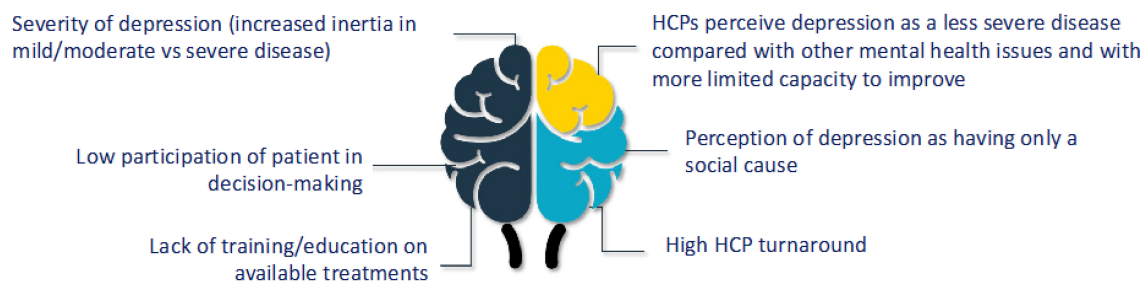 Severity of depression (increased inertia in
mild/moderate vs severe disease)
Low participation of patient in
decision-making
Lack of training/education on
available treatments
HCPs perceive depression as a less severe disease
compared with other mental health issues and with
more limited capacity to improve
Perception of depression as having only a
social cause
High HCP turnaround